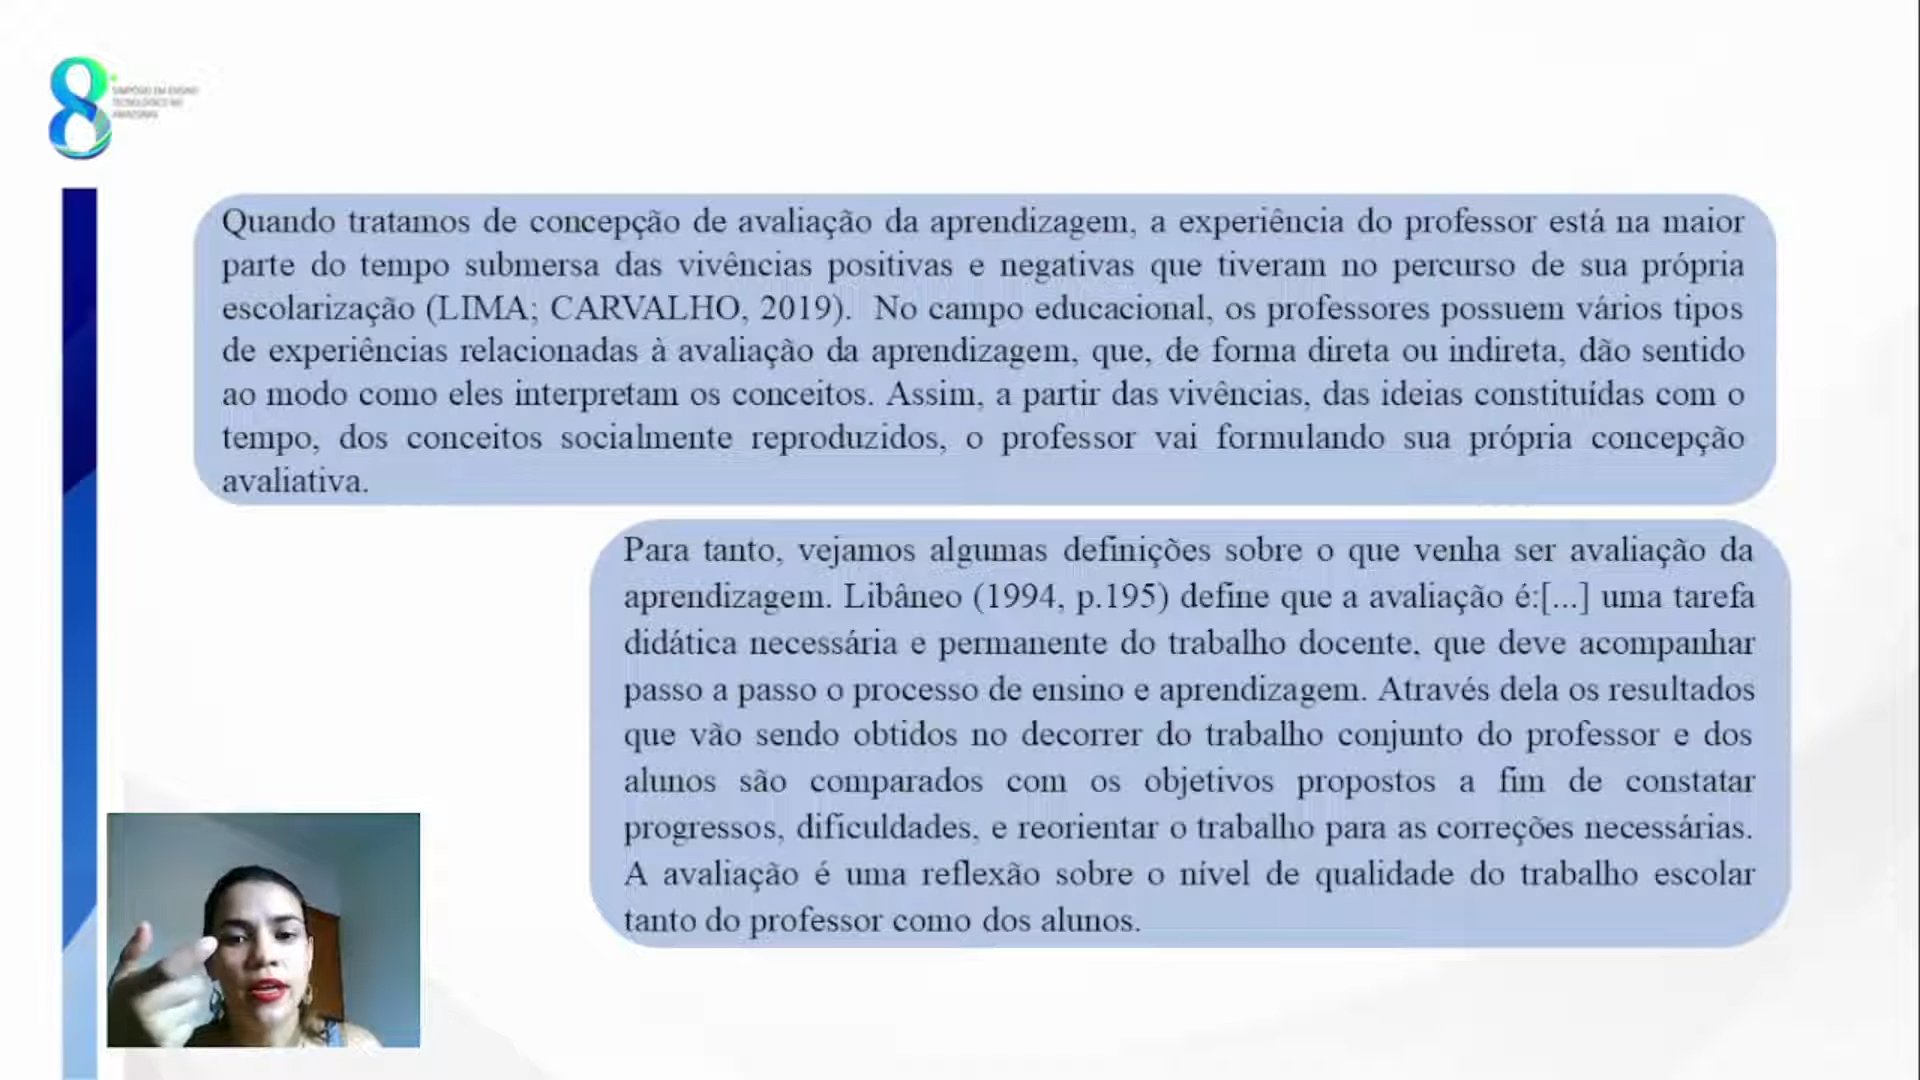 8
SIMPÓSIO EM ENSINO
TECNOLÓGICO NO
AMAZONAS
Quando tratamos de concepção de avaliação da aprendizagem, a experiência do professor está na maior
parte do tempo submersa das vivências positivas e negativas que tiveram no percurso de sua própria
escolarização (LIMA; CARVALHO, 2019). No campo educacional, os professores possuem vários tipos
de experiências relacionadas à avaliação da aprendizagem, que, de forma direta ou indireta, dão sentido
ao modo como eles interpretam os conceitos. Assim, a partir das vivências, das ideias constituídas com o
tempo, dos conceitos socialmente reproduzidos, o professor vai formulando sua própria concepção
avaliativa.
Para tanto, vejamos algumas definições sobre o que venha ser avaliação da
aprendizagem. Libâneo (1994, p.195) define que a avaliação é:[...] uma tarefa
didática necessária e permanente do trabalho docente, que deve acompanhar
passo a passo o processo de ensino e aprendizagem. Através dela os resultados
que vão sendo obtidos no decorrer do trabalho conjunto do professor e dos
alunos são comparados com os objetivos propostos a fim de constatar
progressos, dificuldades, e reorientar o trabalho para as correções necessárias.
A avaliação é uma reflexão sobre o nível de qualidade do trabalho escolar
tanto do professor como dos alunos.